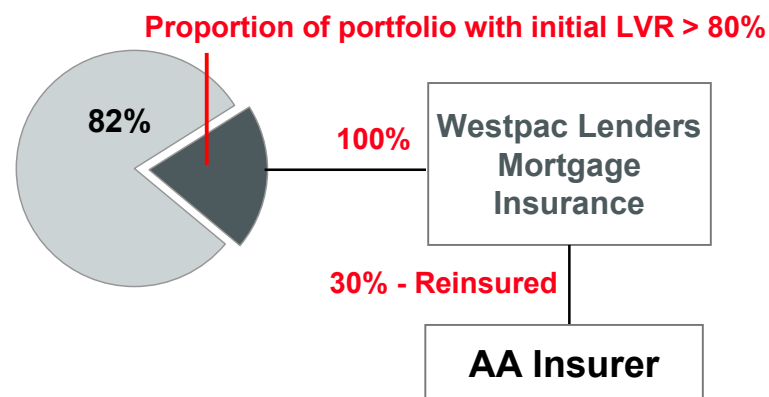 Proportion of portfolio with initial LVR > 80%
82%
100%
Westpac Lenders
Mortgage
Insurance
30% - Reinsured
AA Insurer